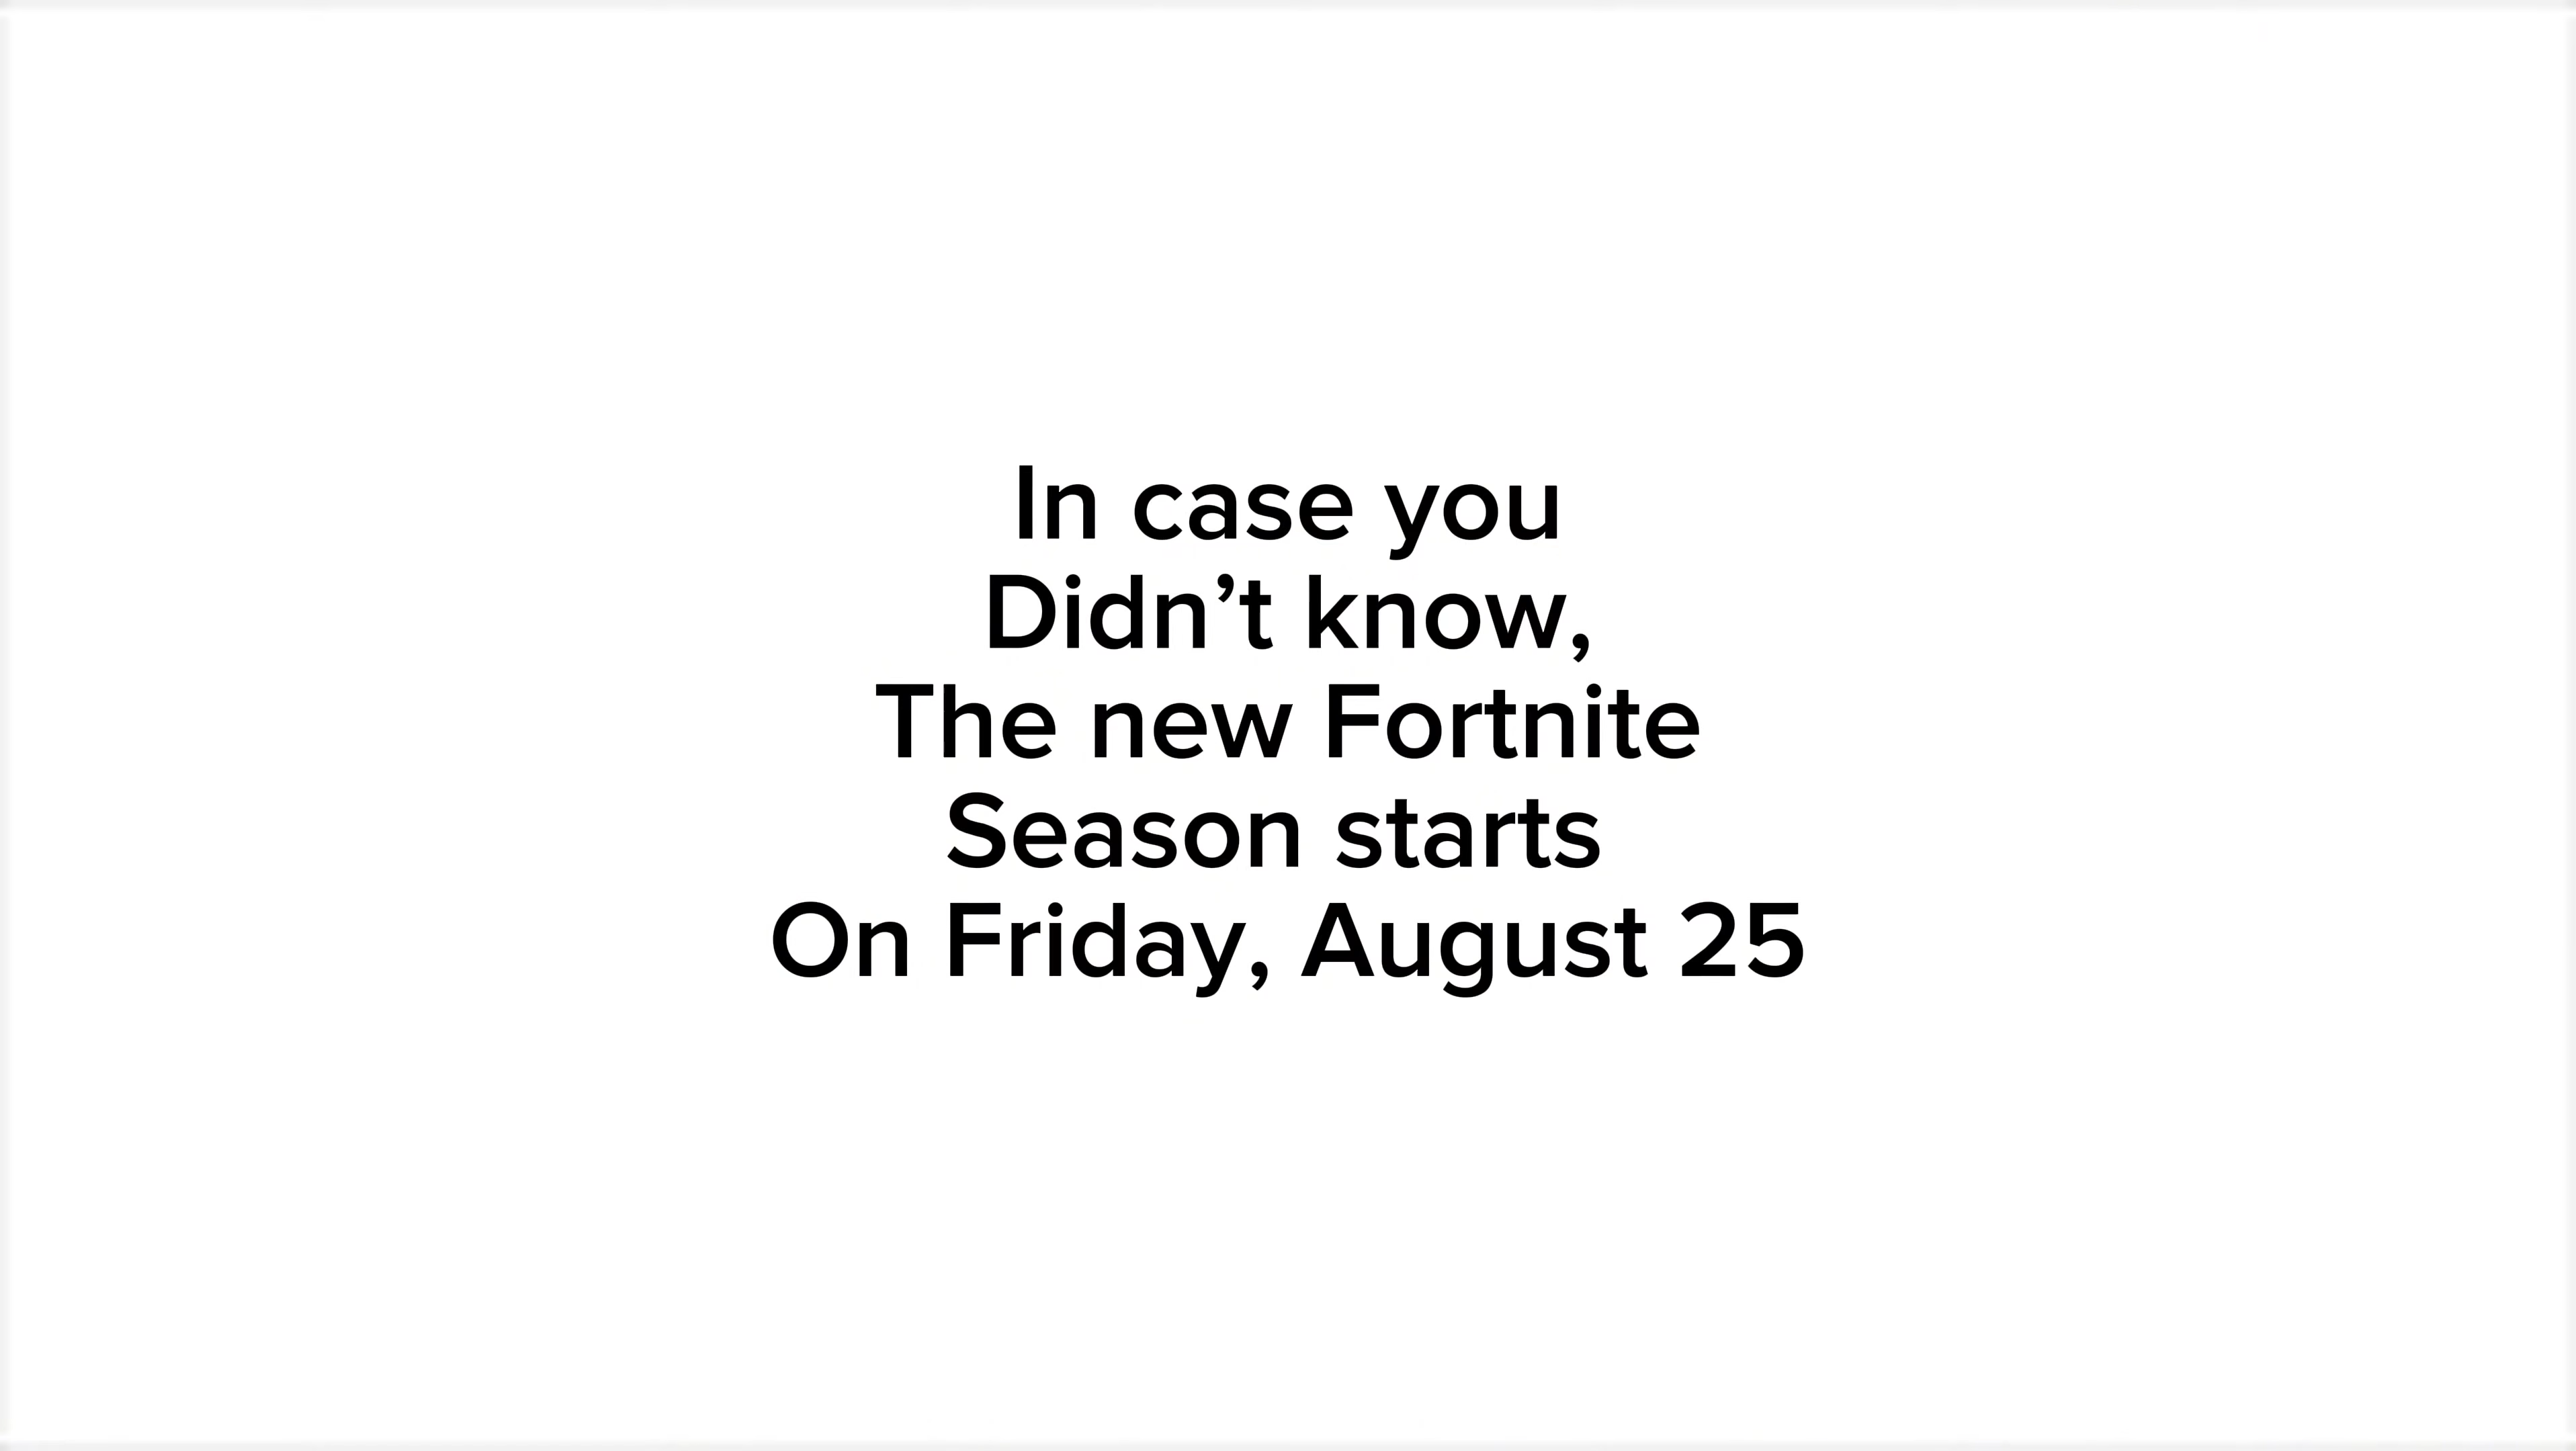 In case you
Didn’t know,
The new Fortnite
Season starts
On Friday, August 25